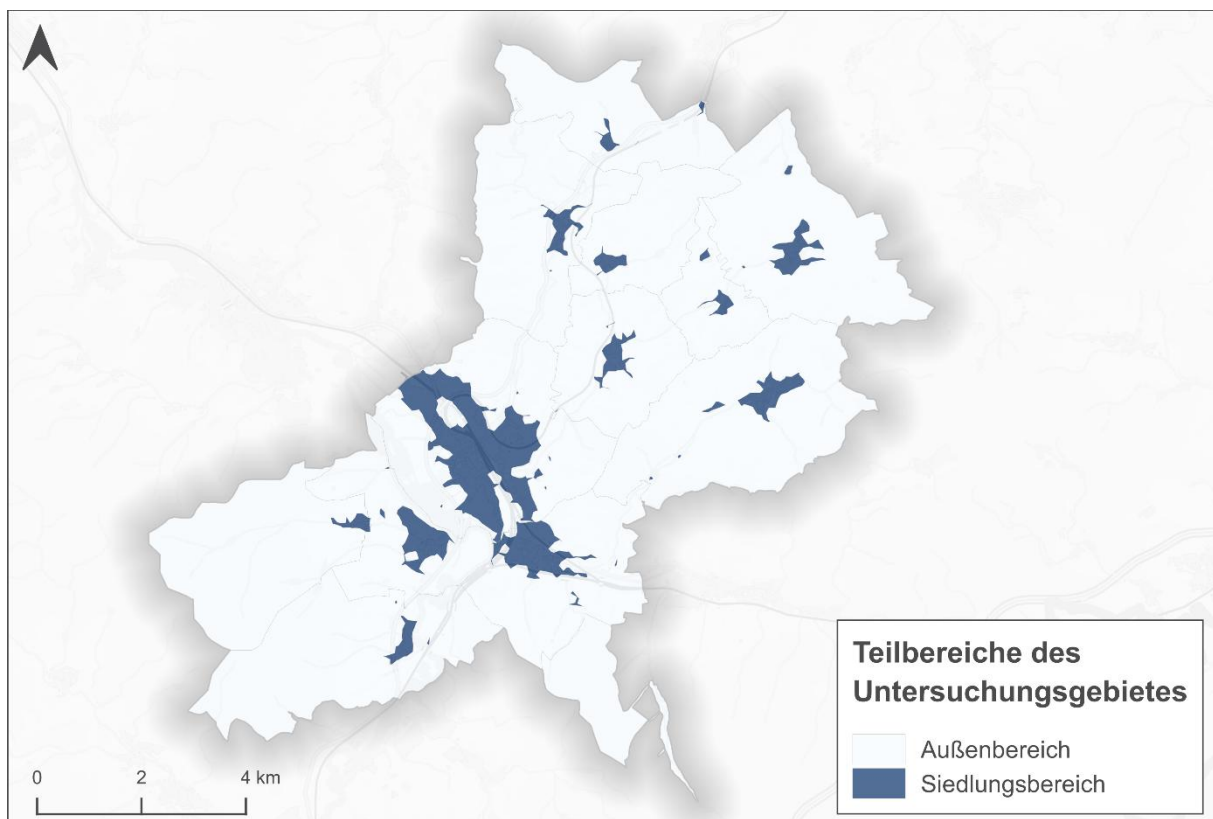 Teilbereiche des
Untersuchungsgebietes
Außenbereich
Siedlungsbereich
0 2 4 km